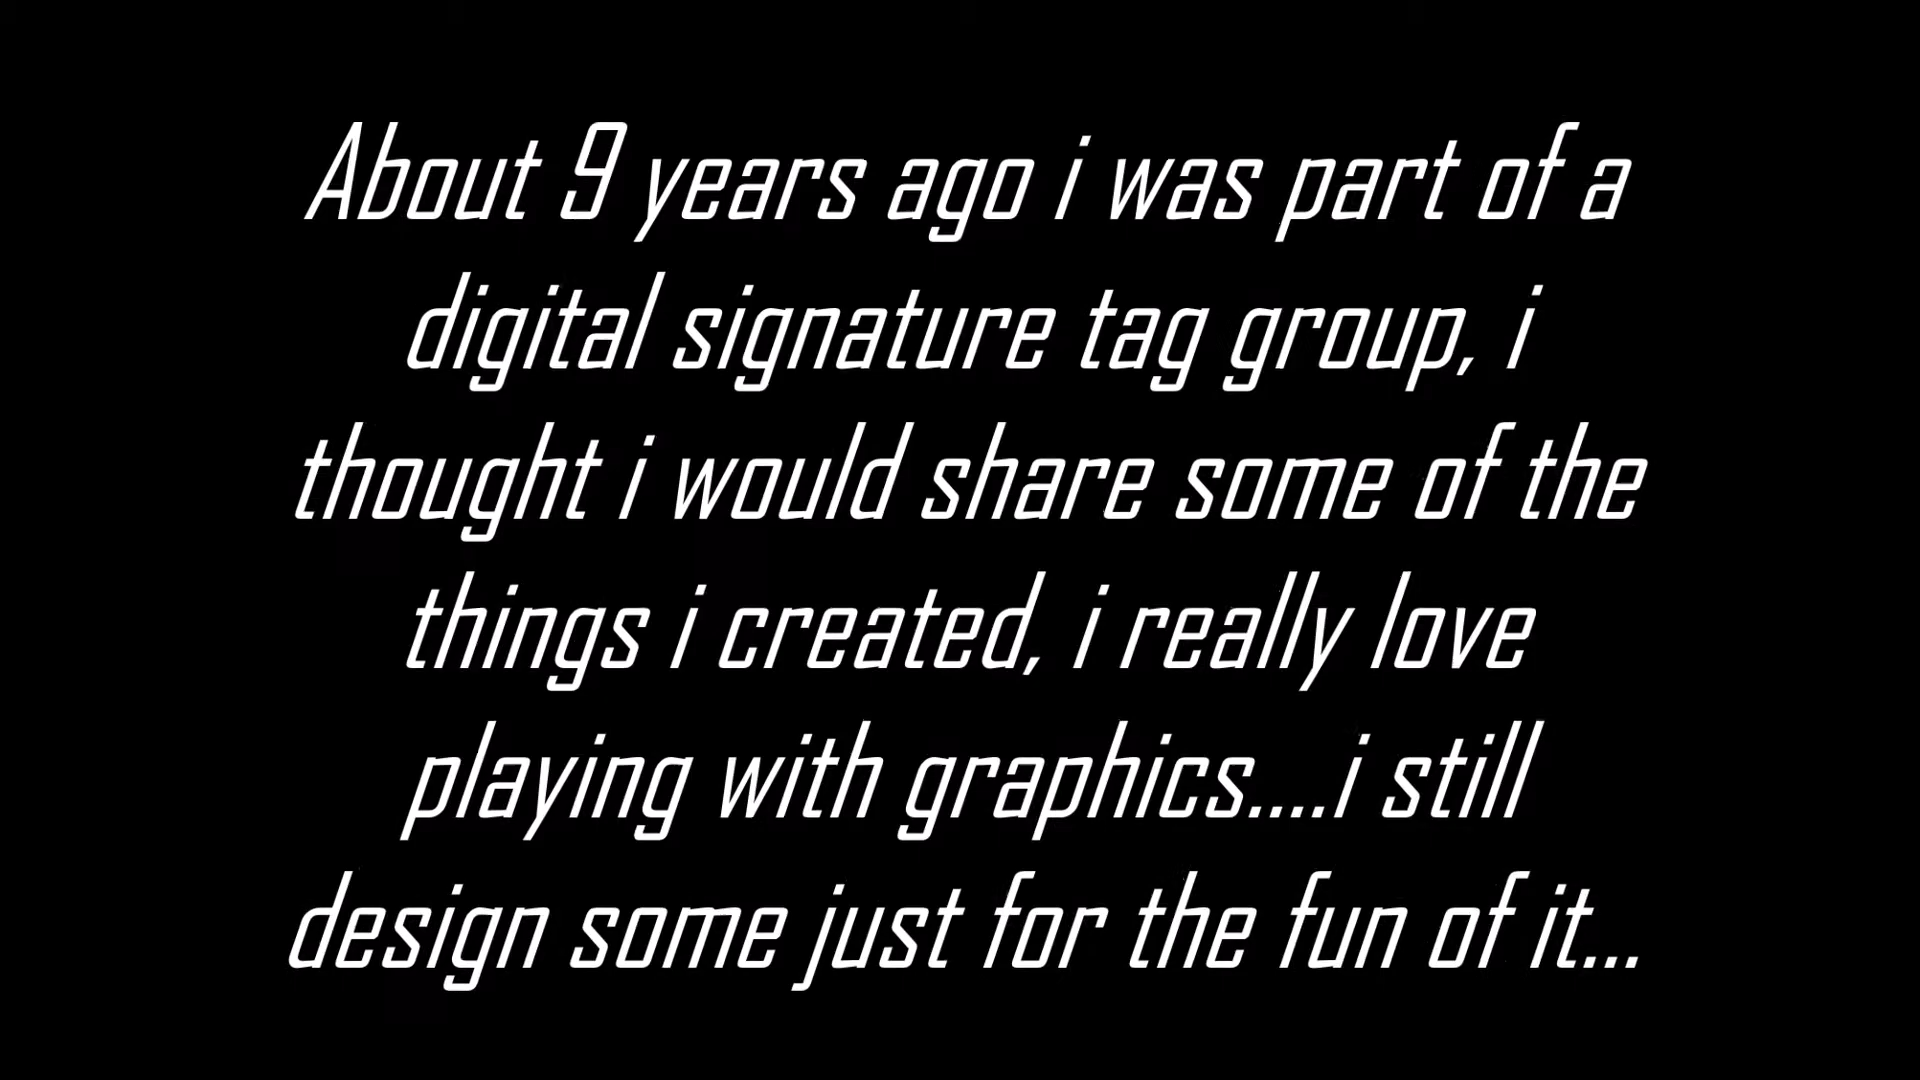 About 9 years ago i was part of a
digital signature tag group, i
thought i would share some of the
things i created, i really love
playing with graphics....i still
design some just for the fun of it...